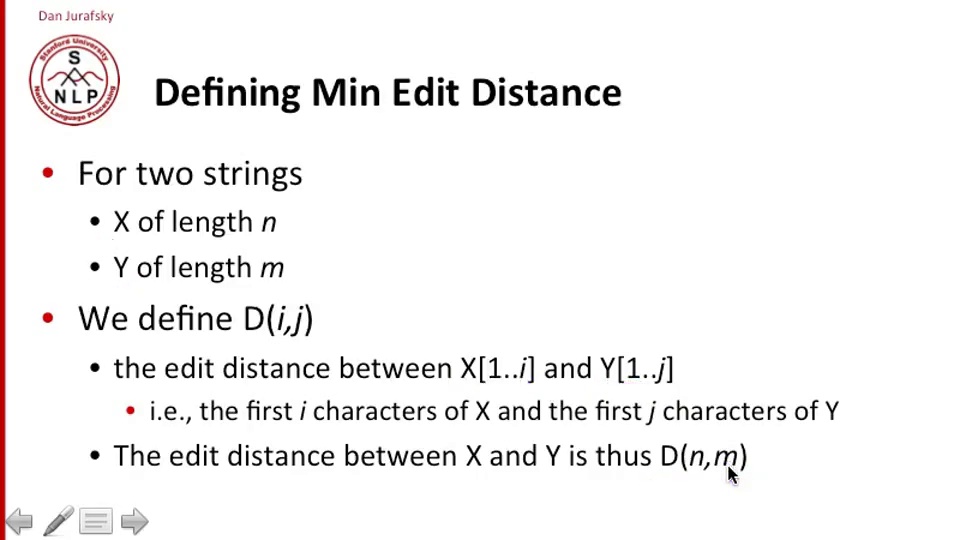 Dan Jurafsky
Stanford University
S
NLP
Natural Language Processing
Defining Min Edit Distance
• For two strings
• X of length n
• Y of length m
• We define D(i,j)
• the edit distance between X[1..i] and Y[1..j]
• i.e., the first i characters of X and the first j characters of Y
• The edit distance between X and Y is thus D(n,m)